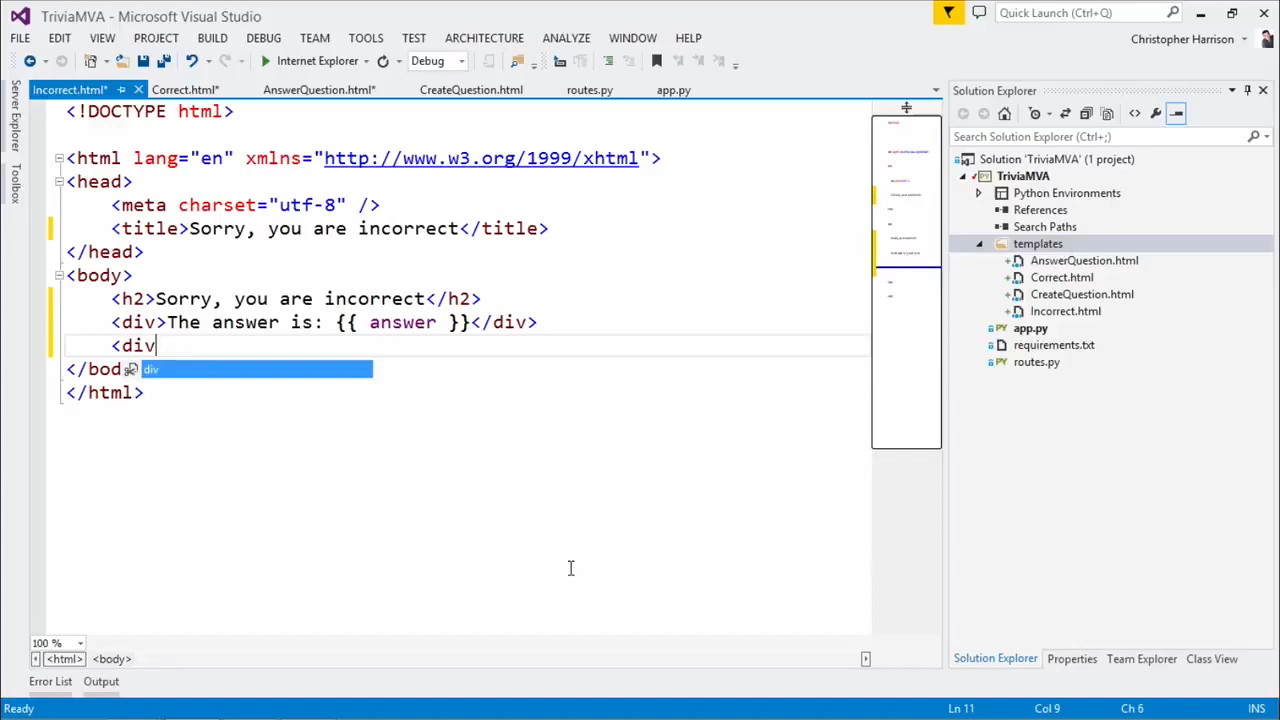 TriviaMVA - Microsoft Visual Studio
Quick Launch (Ctrl+Q)
FILE EDIT VIEW PROJECT BUILD DEBUG TEAM TOOLS TEST ARCHITECTURE ANALYZE WINDOW HELP
Christopher Harrison
Internet Explorer Debug
Server Explorer
Toolbox
Incorrect.html* Correct.html* AnswerQuestion.html* CreateQuestion.html routes.py app.py
<!DOCTYPE html>
<html lang="en" xmlns="http://www.w3.org/1999/xhtml">
<head>
<meta charset="utf-8" />
<title>Sorry, you are incorrect</title>
</head>
<body>
<h2>Sorry, you are incorrect</h2>
<div>The answer is: {{ answer }}</div>
<div
</bod
div
</html>
Solution Explorer
Search Solution Explorer (Ctrl+;)
Solution 'TriviaMVA' (1 project)
TriviaMVA
Python Environments
References
Search Paths
templates
AnswerQuestion.html
Correct.html
CreateQuestion.html
Incorrect.html
app.py
requirements.txt
routes.py
100 %
<html> <body>
Solution Explorer Properties Team Explorer Class View
Error List Output
Ready Ln 11 Col 9 Ch 6 INS